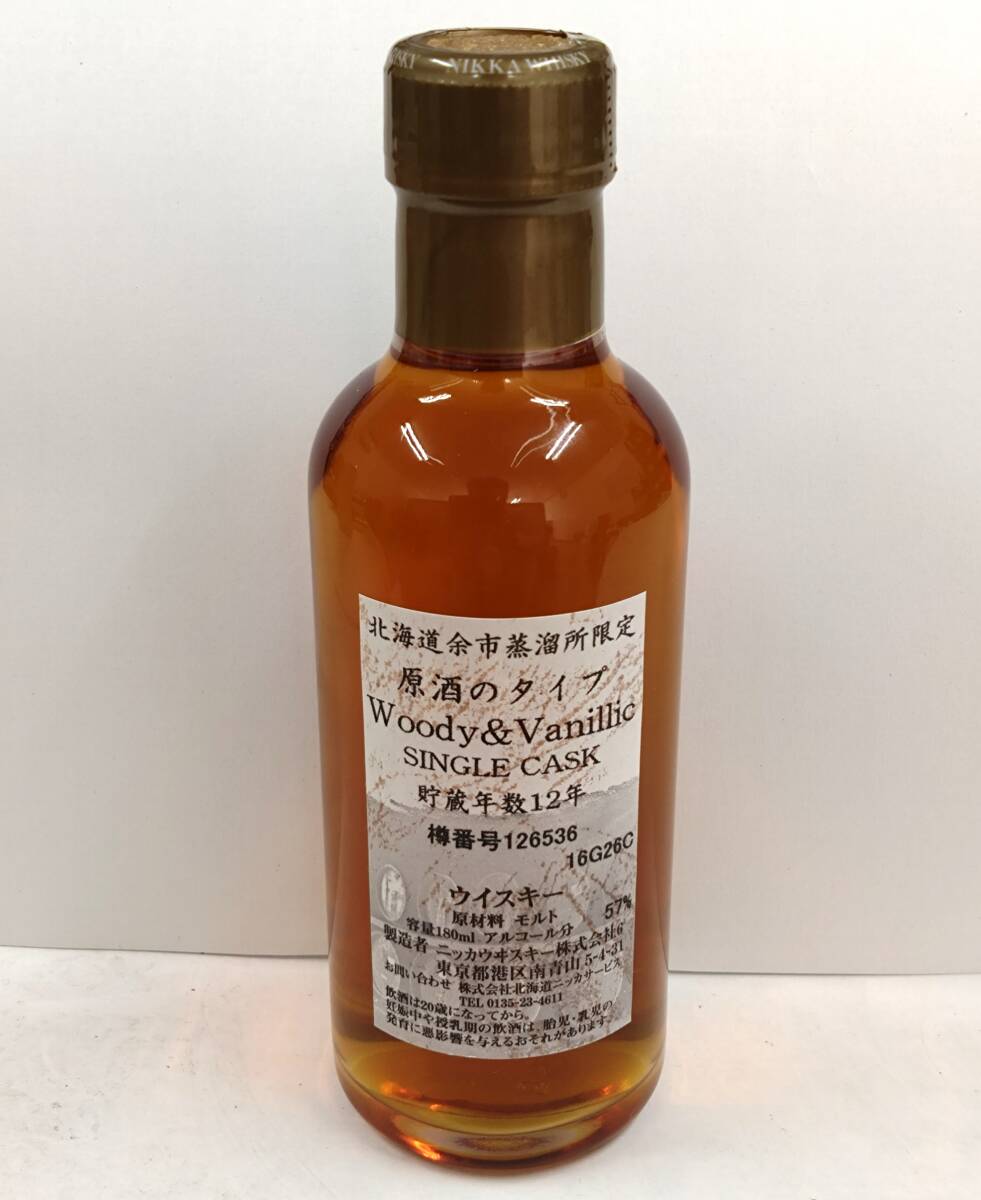 NIKKA WHISKY
北海道余市蒸溜所限定
原酒のタイプ
Woody&Vanillic
SINGLE CASK
貯蔵年数12年
樽番号126536
16G26C
ウイスキー
原材料 モルト
容量180ml アルコール分 57%
製造者 ニッカウヰスキー株式会社6
東京都港区南青山 5-4-31
お問い合わせ 株式会社北海道ニッカサービス
TEL 0135-23-4611
飲酒は20歳になってから。
妊娠中や授乳期の飲酒は、胎児・乳児の
発育に悪影響を与えるおそれがあります。